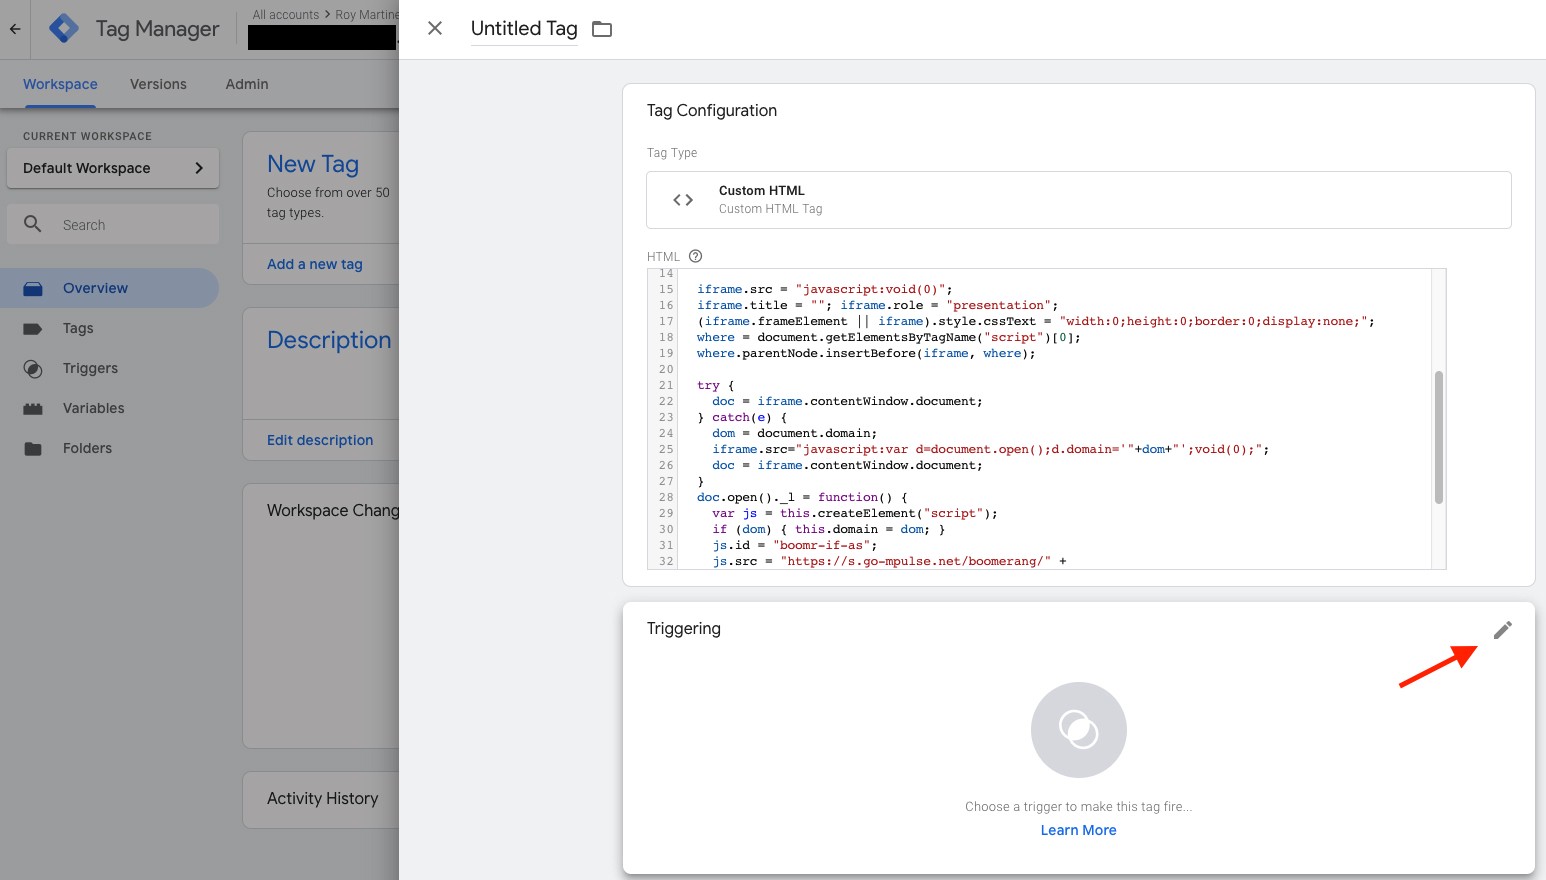 Tag Manager
All accounts > Roy Martine
Untitled Tag
Workspace
Versions
Admin
CURRENT WORKSPACE
Default Workspace
Search
Overview
Tags
Triggers
Variables
Folders
New Tag
Choose from over 50
tag types.
Add a new tag
Description
Edit description
Workspace Chang
Activity History
Tag Configuration
Tag Type
Custom HTML
Custom HTML Tag
HTML
14
15 iframe.src = "javascript:void(0)";
16 iframe.title = ""; iframe.role = "presentation";
17 (iframe.frameElement || iframe).style.cssText = "width:0;height:0;border:0;display:none;";
18 where = document.getElementsByTagName("script")[0];
19 where.parentNode.insertBefore(iframe, where);
20
21 try {
22 doc = iframe.contentWindow.document;
23 } catch(e) {
24 dom = document.domain;
25 iframe.src="javascript:var d=document.open();d.domain='"+dom+"';void(0);";
26 doc = iframe.contentWindow.document;
27 }
28 doc.open()._l = function() {
29 var js = this.createElement("script");
30 if (dom) { this.domain = dom; }
31 js.id = "boomr-if-as";
32 js.src = "https://s.go-mpulse.net/boomerang/" +
Triggering
Choose a trigger to make this tag fire...
Learn More